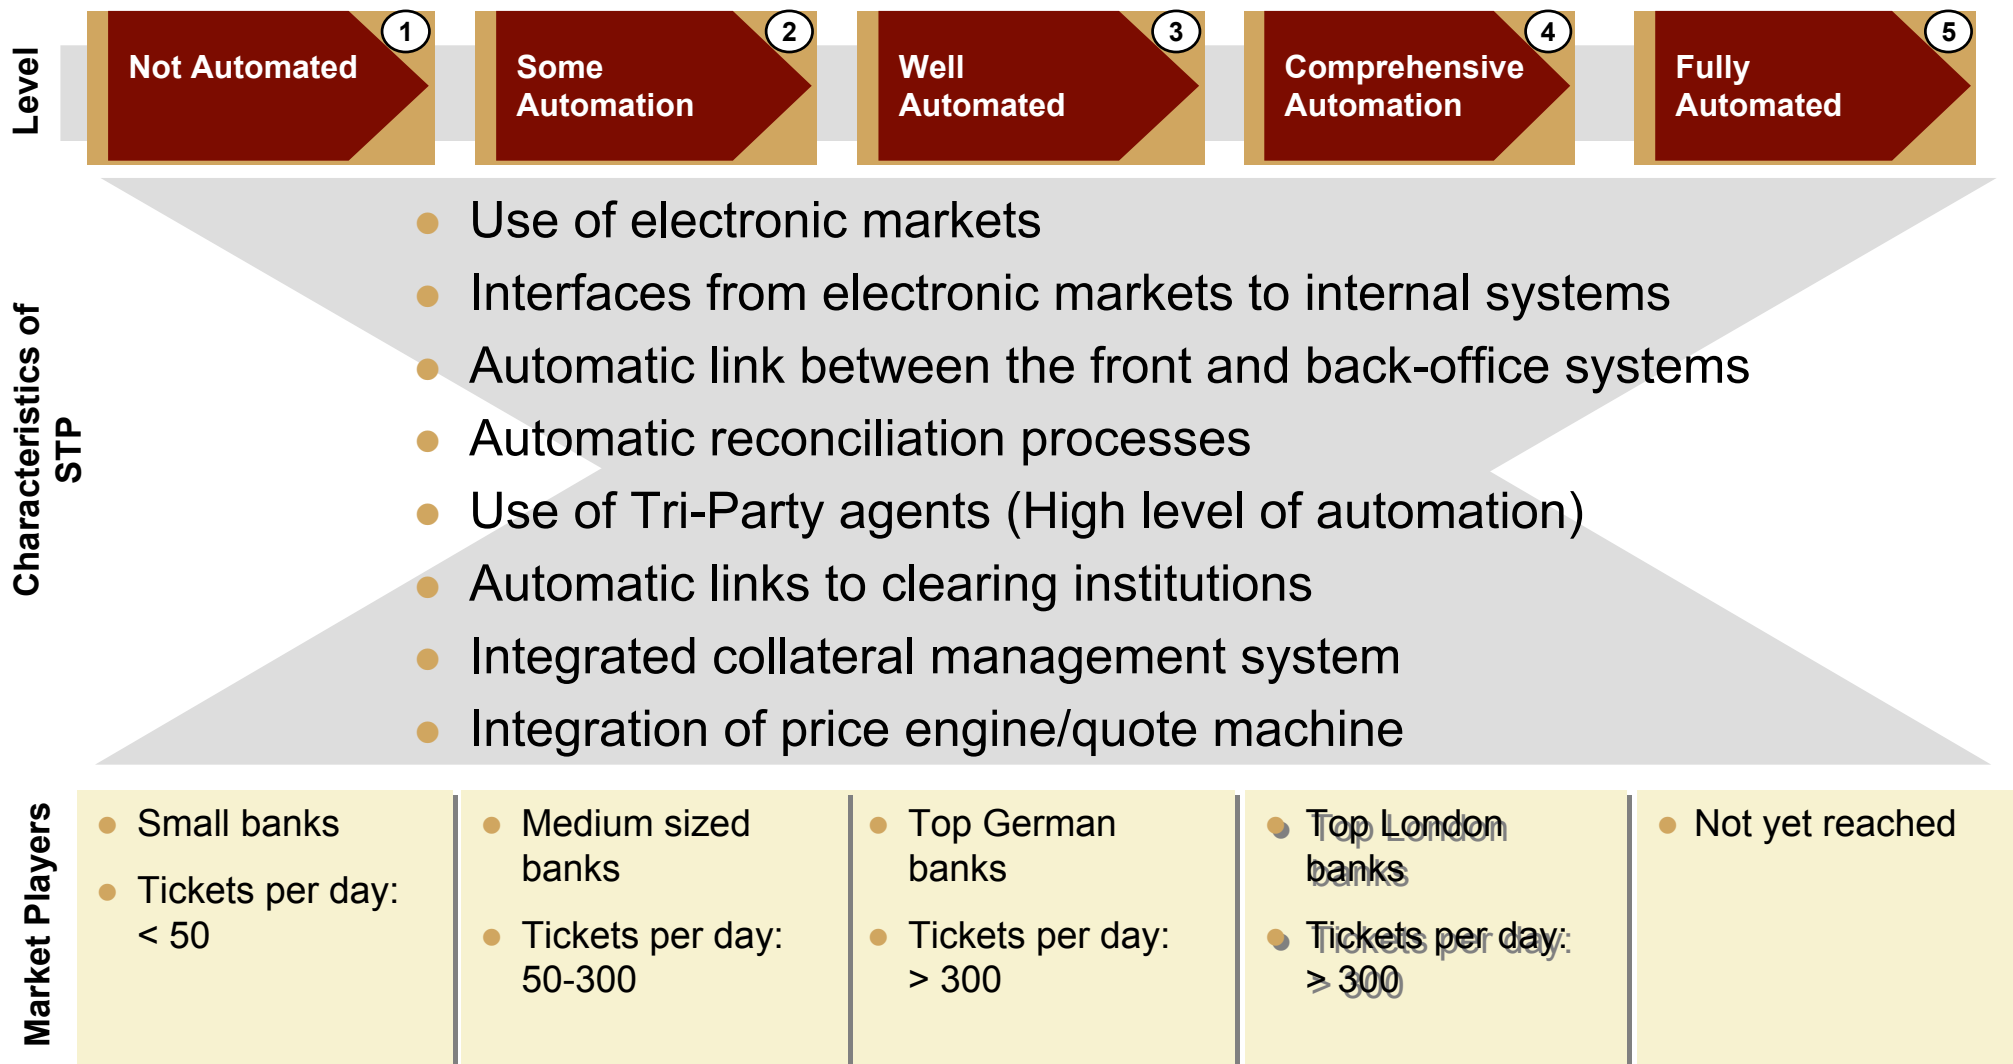 Level
Not Automated
1
Some
Automation
2
Well
Automated
3
Comprehensive
Automation
4
Fully
Automated
5
Characteristics of
STP
● Use of electronic markets
● Interfaces from electronic markets to internal systems
● Automatic link between the front and back-office systems
● Automatic reconciliation processes
● Use of Tri-Party agents (High level of automation)
● Automatic links to clearing institutions
● Integrated collateral management system
● Integration of price engine/quote machine
Market Players
● Small banks
● Tickets per day:
< 50
● Medium sized
banks
● Tickets per day:
50-300
● Top German
banks
● Tickets per day:
> 300
● Top London
banks
● Tickets per day:
> 300
● Not yet reached